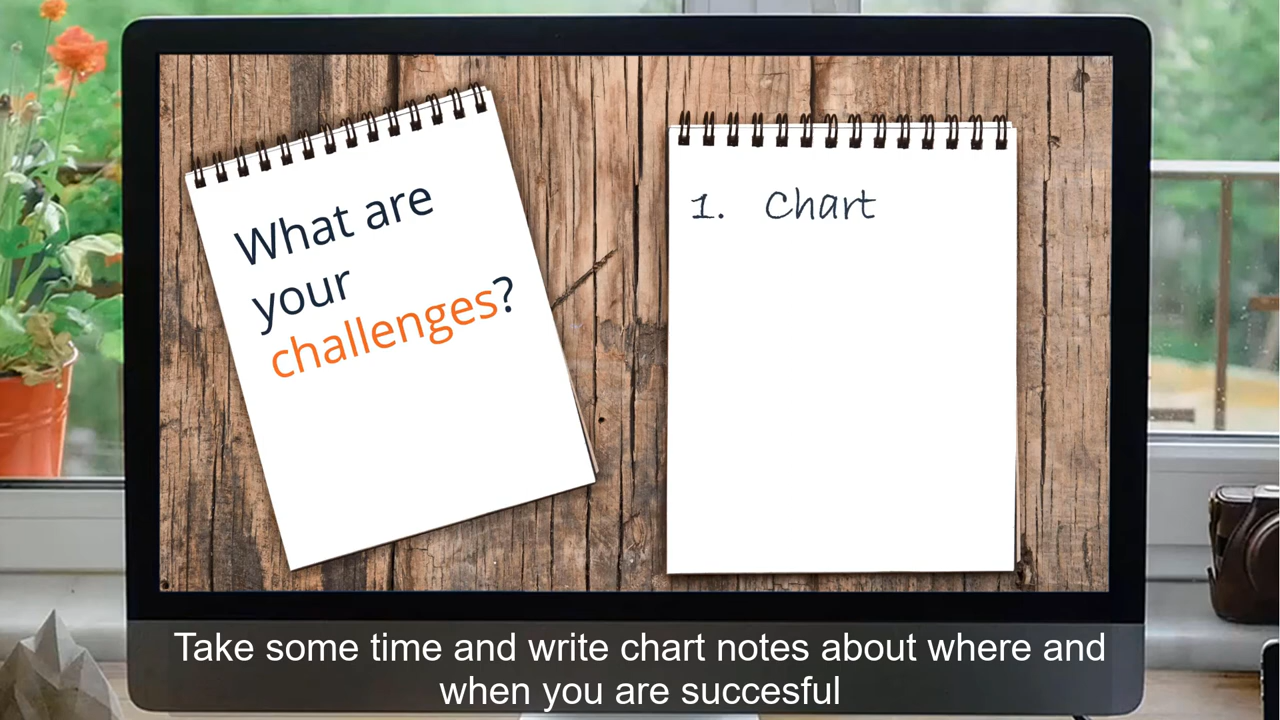 What are
your
challenges?
1. Chart
Take some time and write chart notes about where and
when you are succesful